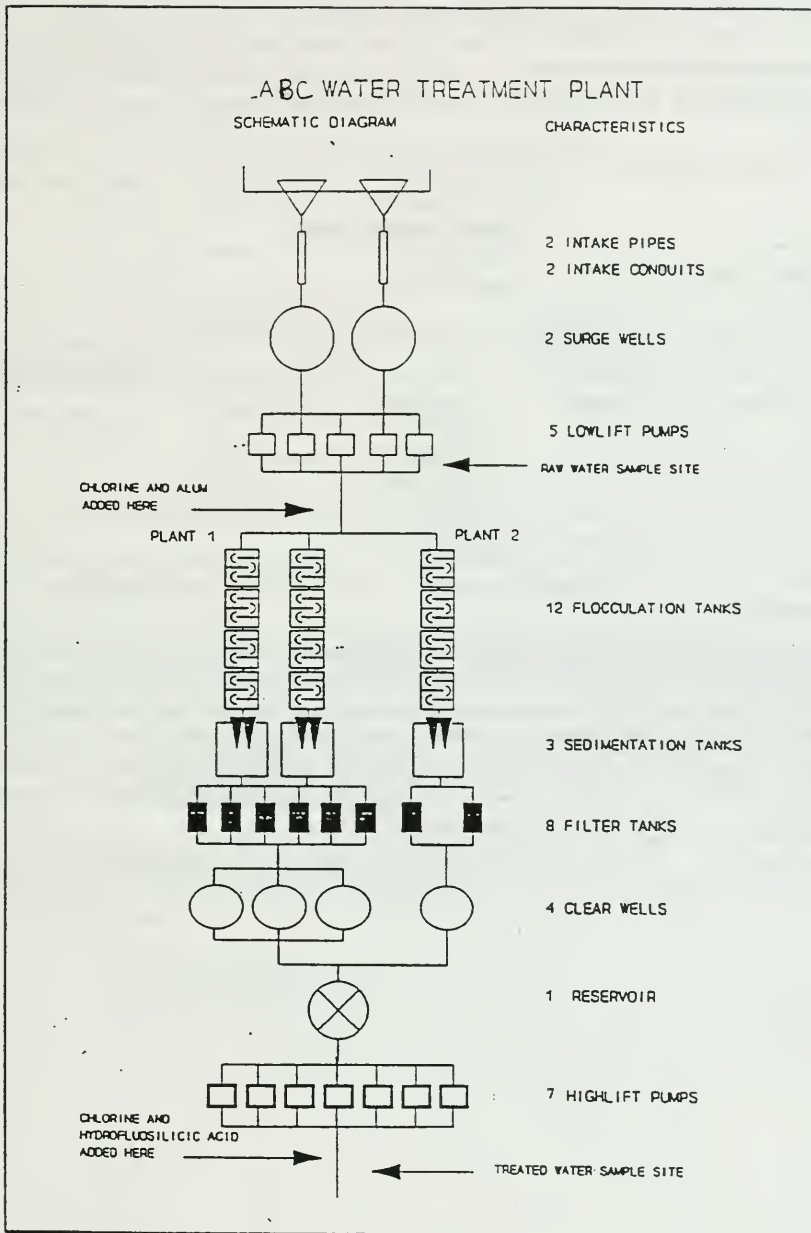 ABC WATER TREATMENT PLANT
SCHEMATIC DIAGRAM
CHARACTERISTICS
2 INTAKE PIPES
2 INTAKE CONDUITS
2 SURGE WELLS
5 LOWLIFT PUMPS
RAW WATER SAMPLE SITE
CHLORINE AND ALUM
ADDED HERE
PLANT 1
PLANT 2
12 FLOCCULATION TANKS
3 SEDIMENTATION TANKS
8 FILTER TANKS
4 CLEAR WELLS
1 RESERVOIR
7 HIGHLIFT PUMPS
CHLORINE AND
HYDROFLUOSILICIC ACID
ADDED HERE
TREATED WATER SAMPLE SITE